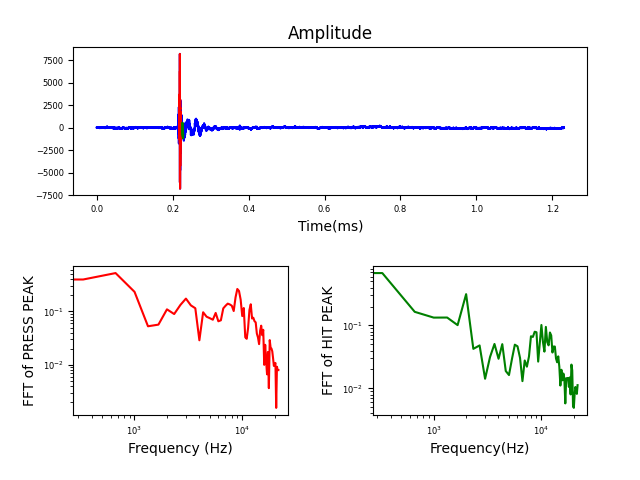 Amplitude
7500
5000
2500
0
−2500
−5000
−7500
0.0 0.2 0.4 0.6 0.8 1.0 1.2
Time(ms)
FFT of PRESS PEAK
10⁻¹
10⁻²
10³ 10⁴
Frequency (Hz)
FFT of HIT PEAK
10⁻¹
10⁻²
10³ 10⁴
Frequency(Hz)